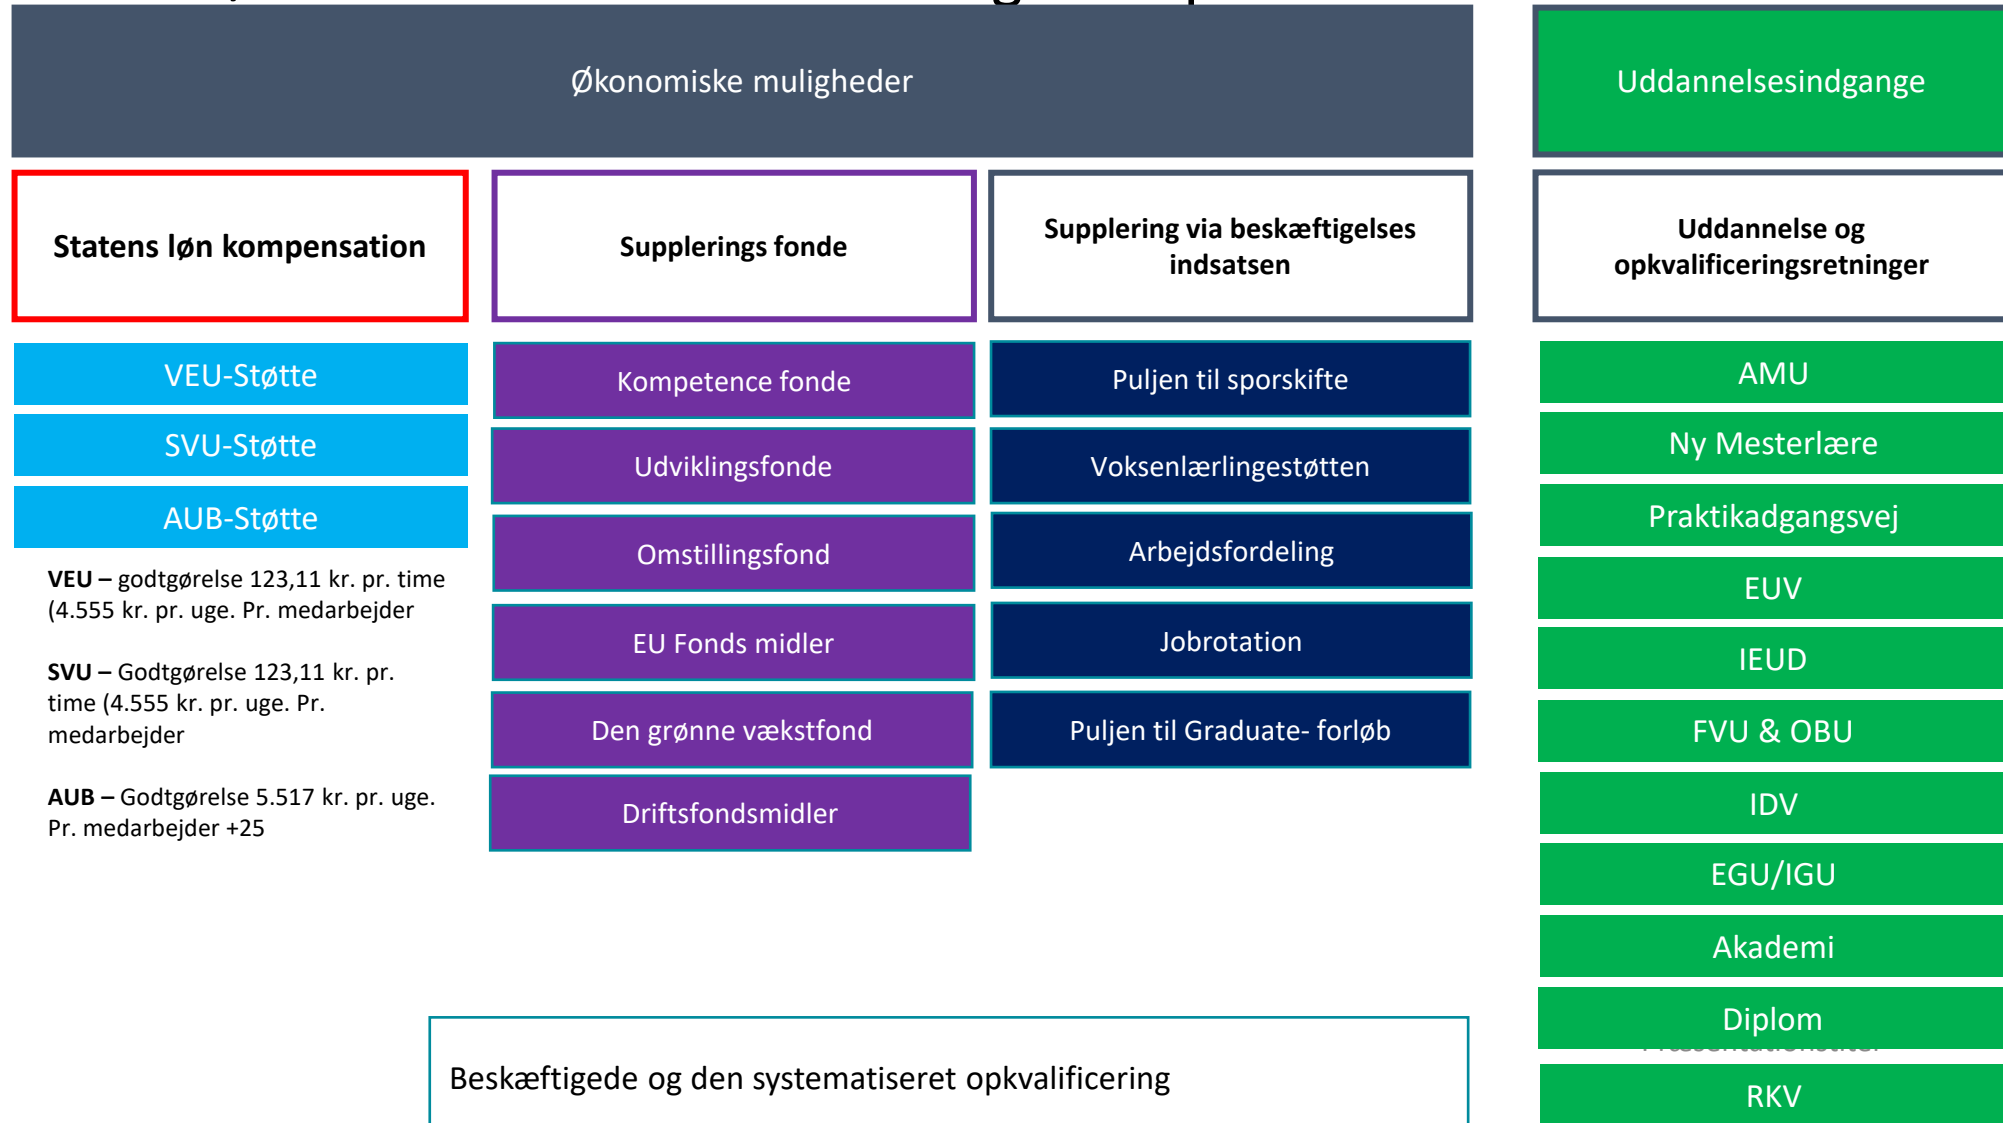 Økonomiske muligheder
Uddannelsesindgange
Statens løn kompensation
Supplerings fonde
Supplering via beskæftigelses
indsatsen
Uddannelse og
opkvalificeringsretninger
VEU-Støtte
SVU-Støtte
AUB-Støtte
VEU – godtgørelse 123,11 kr. pr. time
(4.555 kr. pr. uge. Pr. medarbejder
SVU – Godtgørelse 123,11 kr. pr.
time (4.555 kr. pr. uge. Pr.
medarbejder
AUB – Godtgørelse 5.517 kr. pr. uge.
Pr. medarbejder +25
Kompetence fonde
Udviklingsfonde
Omstillingsfond
EU Fonds midler
Den grønne vækstfond
Driftsfondsmidler
Puljen til sporskifte
Voksenlærlingestøtten
Arbejdsfordeling
Jobrotation
Puljen til Graduate- forløb
AMU
Ny Mesterlære
Praktikadgangsvej
EUV
IEUD
FVU & OBU
IDV
EGU/IGU
Akademi
Diplom
RKV
Beskæftigede og den systematiseret opkvalificering